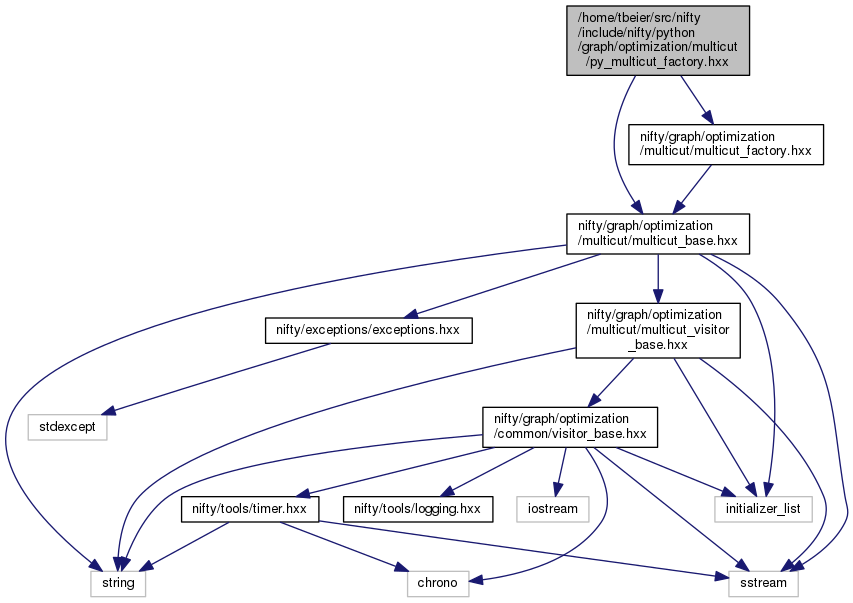 /home/tbeier/src/nifty
/include/nifty/python
/graph/optimization/multicut
/py_multicut_factory.hxx
nifty/graph/optimization
/multicut/multicut_factory.hxx
nifty/graph/optimization
/multicut/multicut_base.hxx
nifty/exceptions/exceptions.hxx
nifty/graph/optimization
/multicut/multicut_visitor
_base.hxx
stdexcept
nifty/graph/optimization
/common/visitor_base.hxx
nifty/tools/timer.hxx
nifty/tools/logging.hxx
iostream
initializer_list
string
chrono
sstream